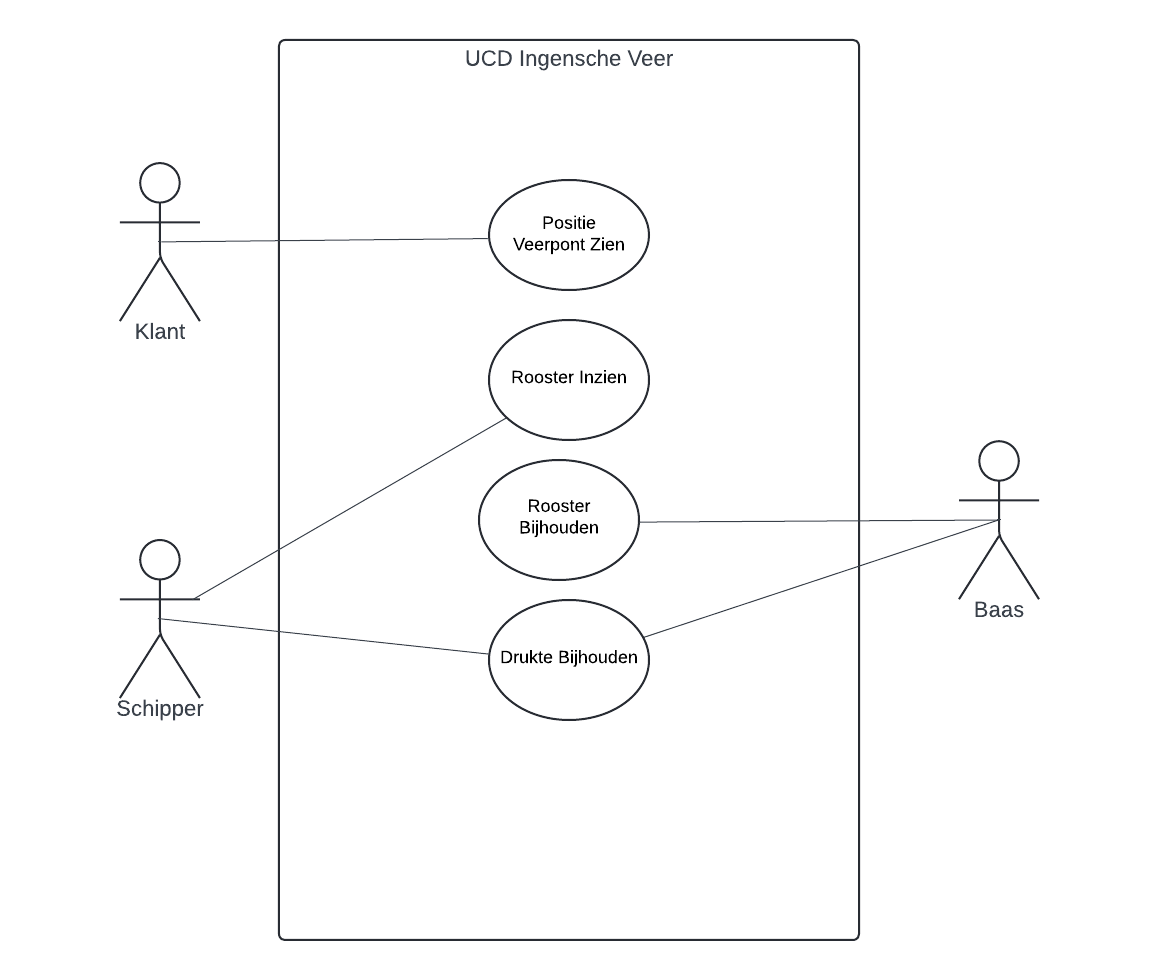 UCD Ingensche Veer
Positie
Veerpont Zien
Klant
Rooster Inzien
Rooster
Bijhouden
Baas
Drukte Bijhouden
Schipper